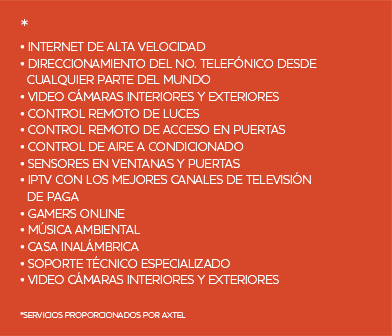 *
• INTERNET DE ALTA VELOCIDAD
• DIRECCIONAMIENTO DEL NO. TELEFÓNICO DESDE
CUALQUIER PARTE DEL MUNDO
• VIDEO CÁMARAS INTERIORES Y EXTERIORES
• CONTROL REMOTO DE LUCES
• CONTROL REMOTO DE ACCESO EN PUERTAS
• CONTROL DE AIRE A CONDICIONADO
• SENSORES EN VENTANAS Y PUERTAS
• IPTV CON LOS MEJORES CANALES DE TELEVISIÓN
DE PAGA
• GAMERS ONLINE
• MÚSICA AMBIENTAL
• CASA INALÁMBRICA
• SOPORTE TÉCNICO ESPECIALIZADO
• VIDEO CÁMARAS INTERIORES Y EXTERIORES
*SERVICIOS PROPORCIONADOS POR AXTEL